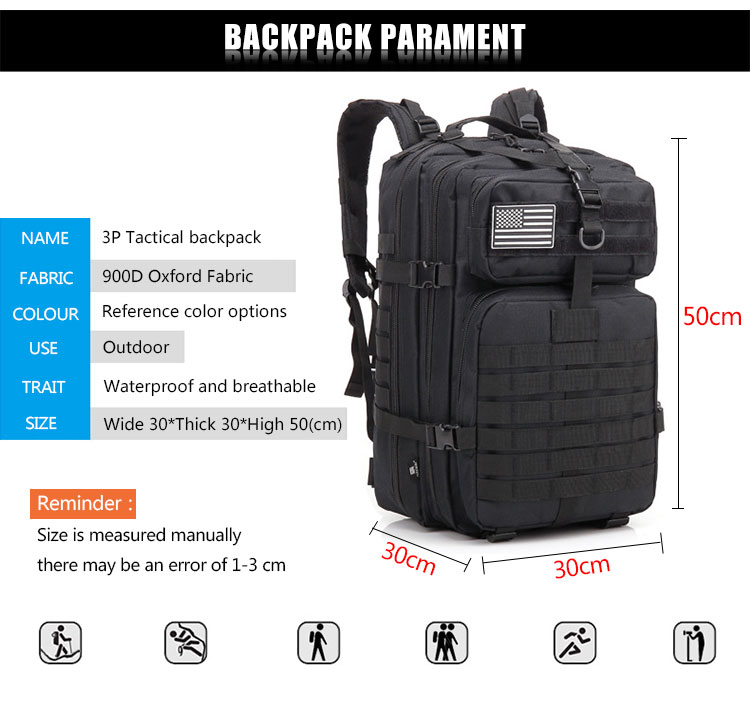 BACKPACK PARAMENT
NAME 3P Tactical backpack
FABRIC 900D Oxford Fabric
COLOUR Reference color options
USE Outdoor
TRAIT Waterproof and breathable
SIZE Wide 30*Thick 30*High 50(cm)
50cm
30cm
30cm
Reminder :
Size is measured manually
there may be an error of 1-3 cm